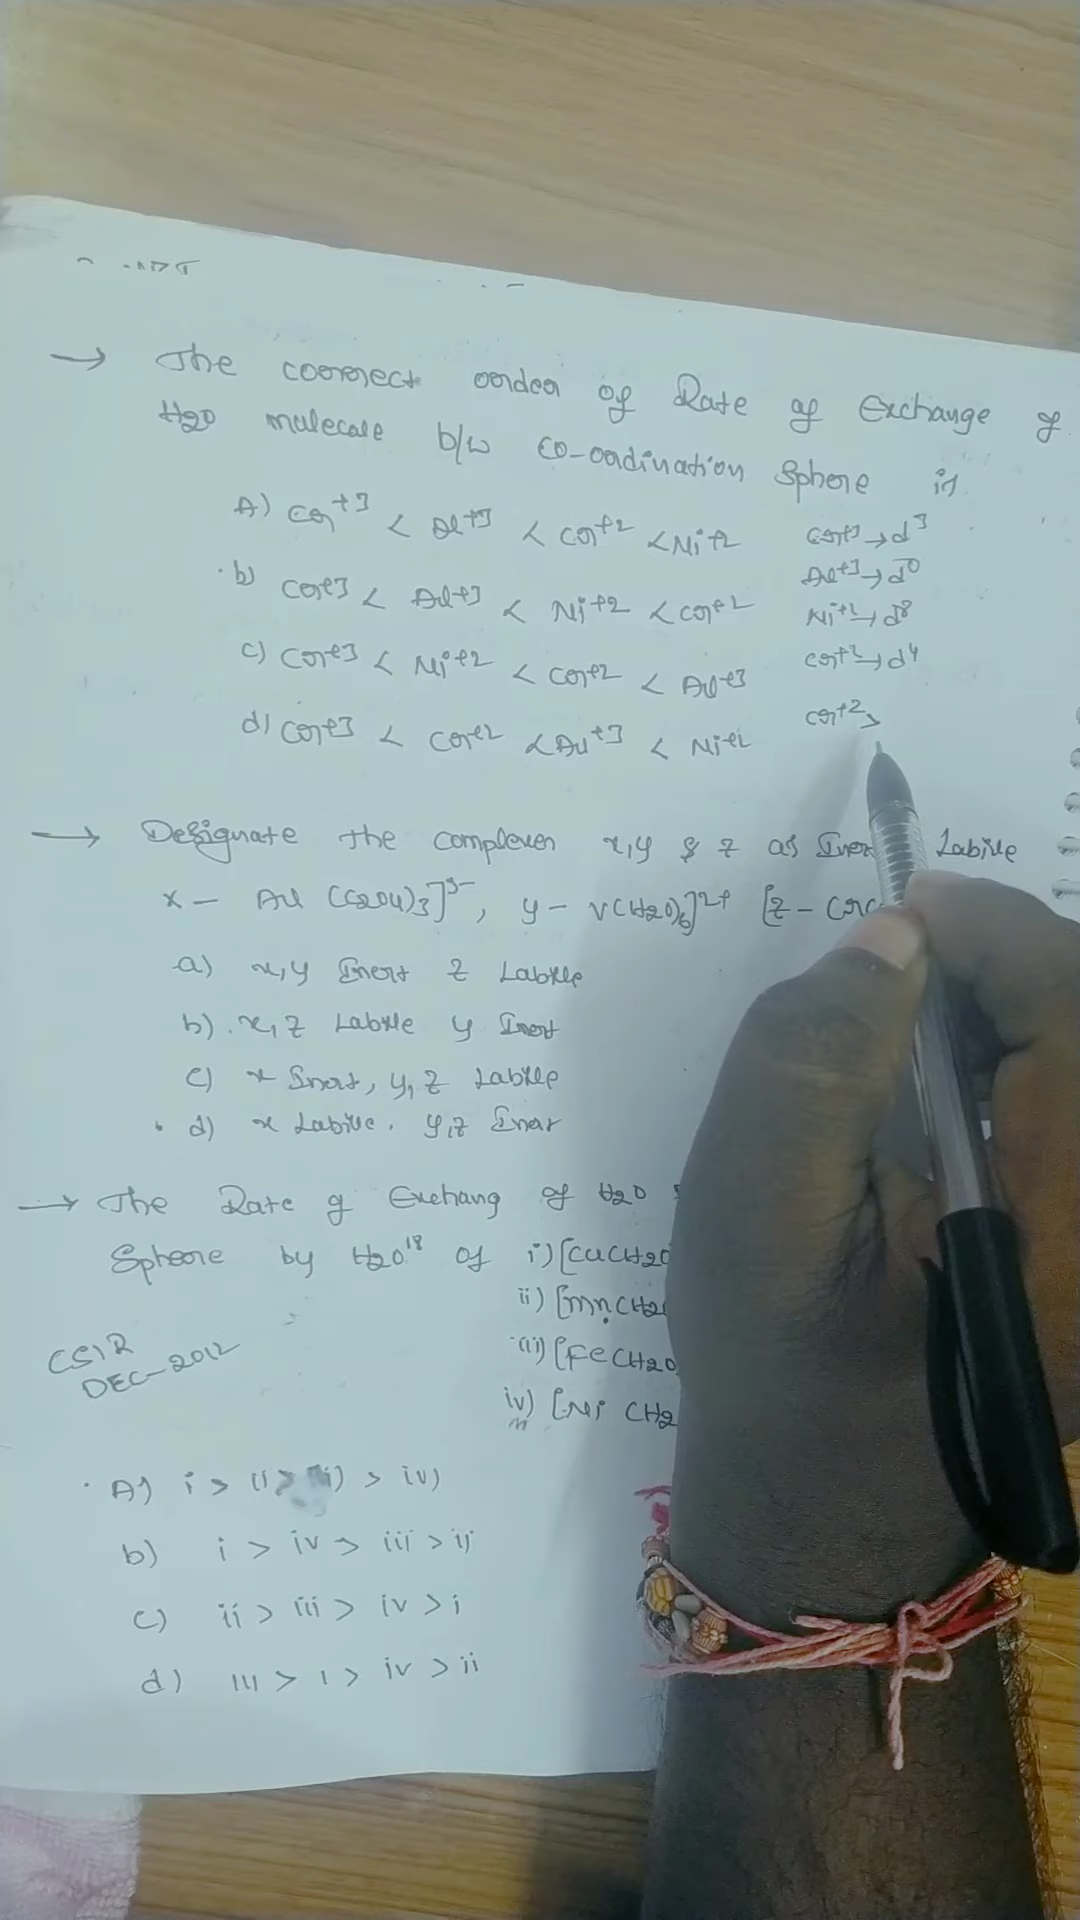 → The correct order of Rate of Exchange of
H2O malecule b/w co-ordination Sphere is
A) Cr+3 < Al+3 < Cr+2 < Ni+2
b) Cr+3 < Al+3 < Ni+2 < Cr+2
c) Cr+3 < Ni+2 < Cr+2 < Al+3
d) Cr+3 < Cr+2 < Al+3 < Ni+2
Cr+3 → d3
Al+3 → d0
Ni+2 → d8
Cr+2 → d4
Cr+2 >
→ Designate the complexes x,y & z as Labile
x – Al (C2O4)3]3-, y – V(H2O)6]2+ [z –
a) x,y Inert z Labile
b) x,z Labile y Inert
c) x Inert, y,z Labile
d) x Labile. y,z Inert
→ The Rate of Exchang of H2O
Sphere by H2O18 of i) [Cu(H2O
ii) [Mn(H2O
iii) [Fe(H2O
iv) [Ni (H2
CSIR
DEC-2012
A) i > ii > iii) > iv)
b) i > iv > iii > ii
c) ii > iii > iv > i
d) III > I > iv > ii